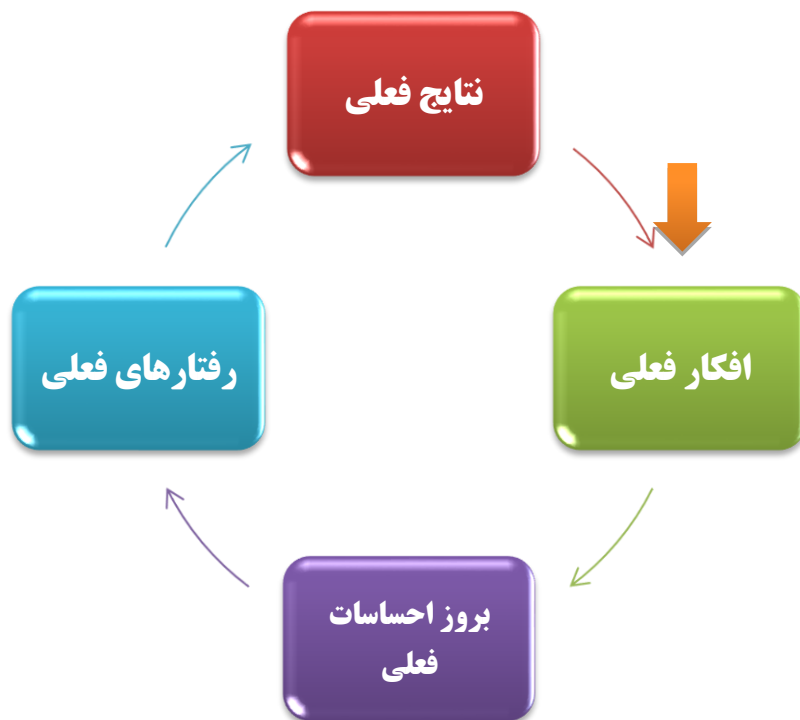 نتایج فعلی
افکار فعلی
بروز احساسات
فعلی
رفتارهای فعلی